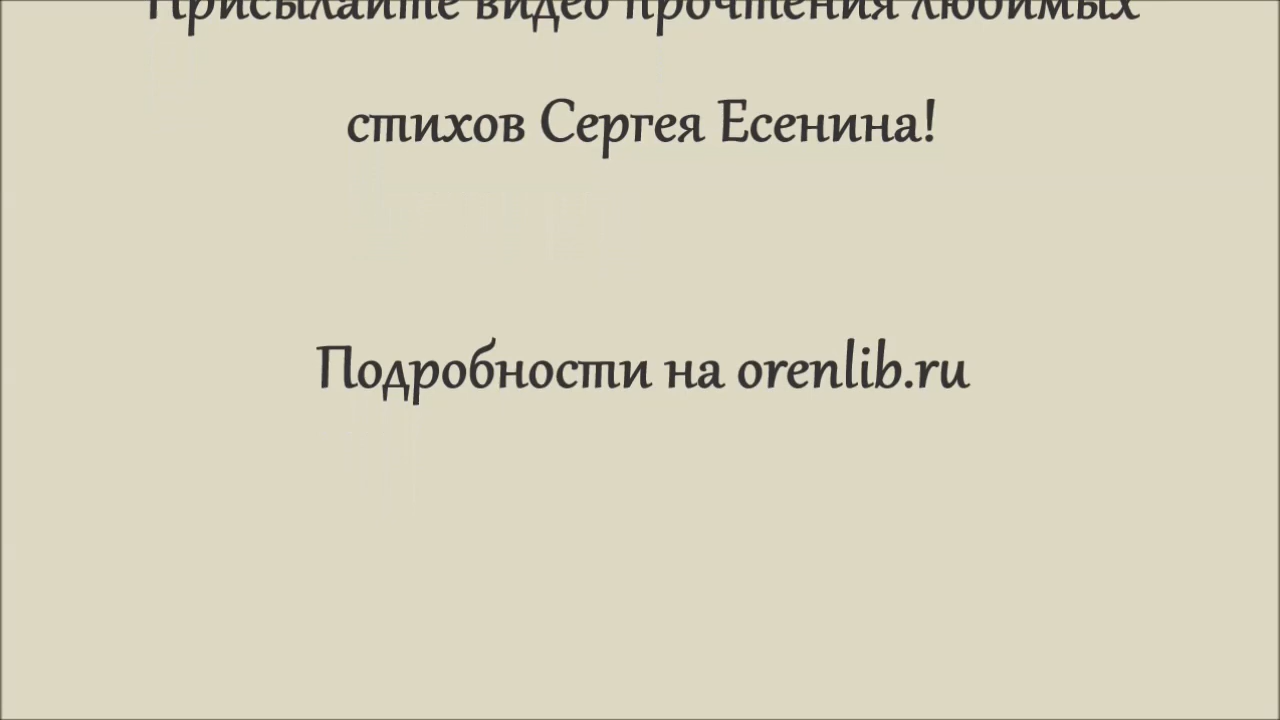 Присылайте видео прочтения любимых
стихов Сергея Есенина!
Подробности на orenlib.ru